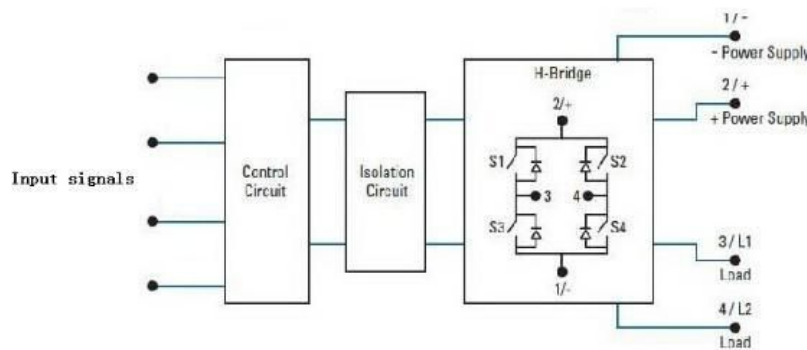 1 / -
- Power Supply
2 / +
+ Power Supply
H-Bridge
2/+
S1
S2
3
4
S3
S4
1/-
Input signals
Control
Circuit
Isolation
Circuit
3 / L1
Load
4 / L2
Load